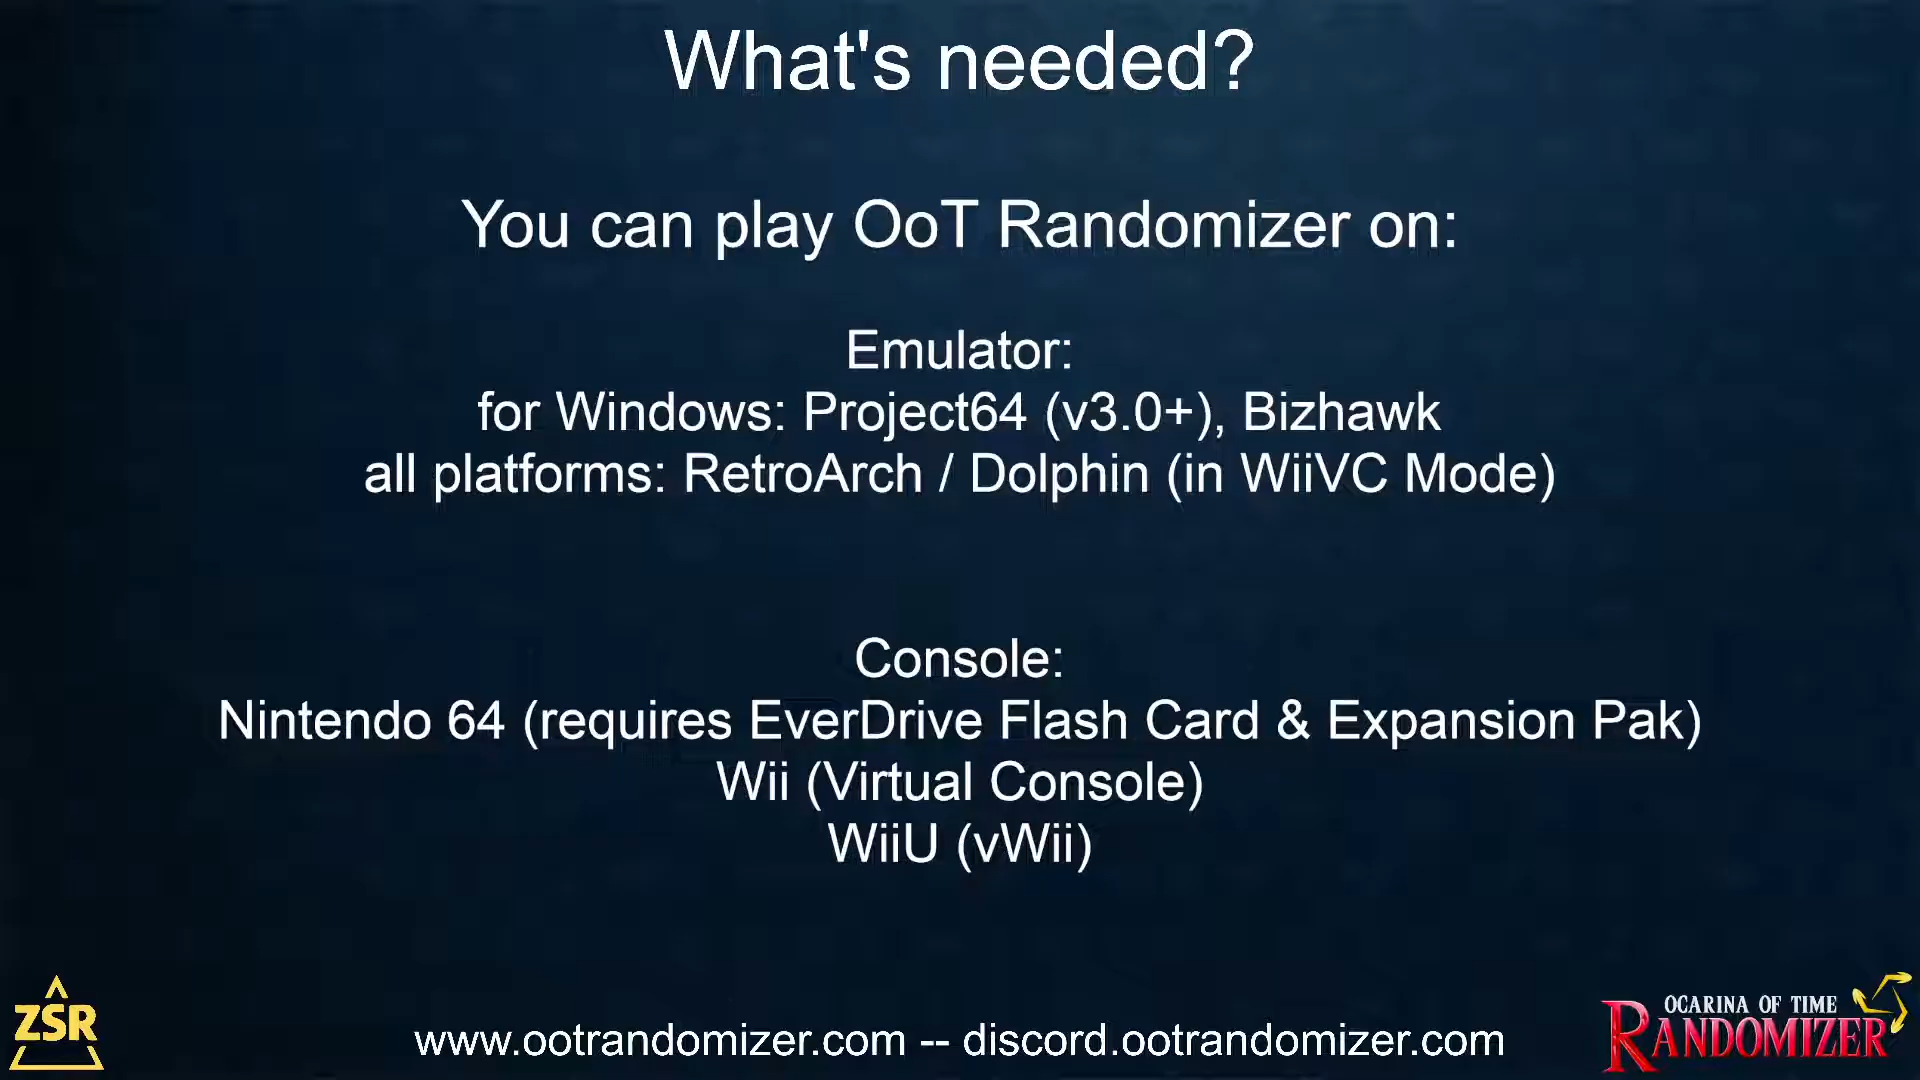 What's needed?
You can play OoT Randomizer on:
Emulator:
for Windows: Project64 (v3.0+), Bizhawk
all platforms: RetroArch / Dolphin (in WiiVC Mode)
Console:
Nintendo 64 (requires EverDrive Flash Card & Expansion Pak)
Wii (Virtual Console)
WiiU (vWii)
ZSR
www.ootrandomizer.com -- discord.ootrandomizer.com
OCARINA OF TIME
RANDOMIZER